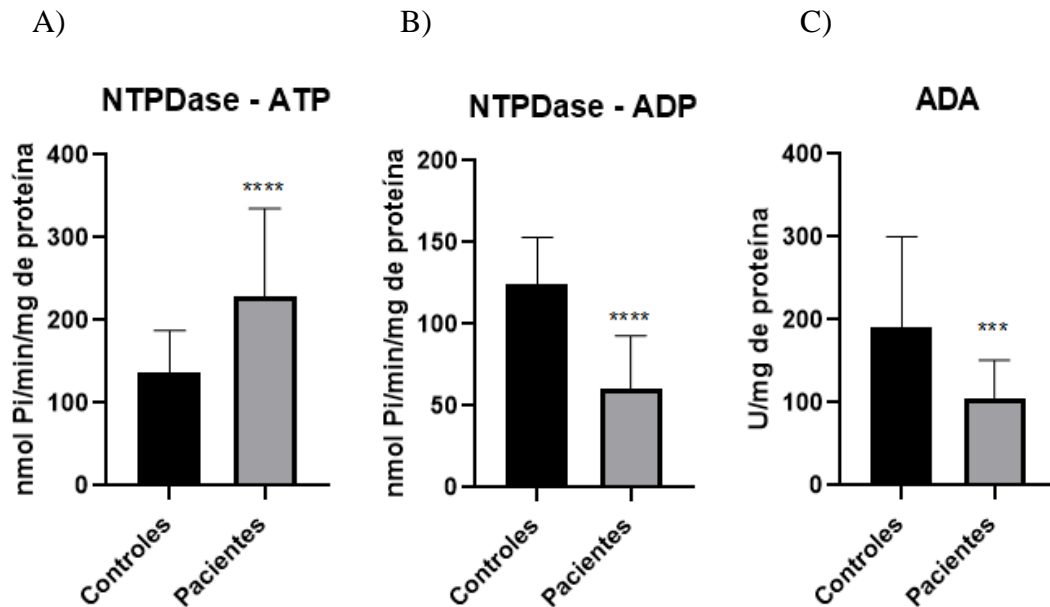 A)
B)
C)
NTPDase - ATP
nmol Pi/min/mg de proteína
400
300
200
100
0
****
Controles
Pacientes
NTPDase - ADP
nmol Pi/min/mg de proteína
200
150
100
50
0
****
Controles
Pacientes
ADA
U/mg de proteína
400
300
200
100
0
***
Controles
Pacientes